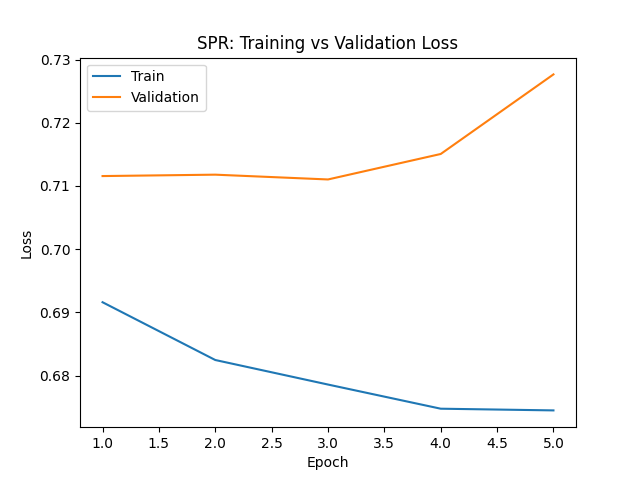 SPR: Training vs Validation Loss
Train
Validation
Loss
0.73
0.72
0.71
0.70
0.69
0.68
1.0 1.5 2.0 2.5 3.0 3.5 4.0 4.5 5.0
Epoch